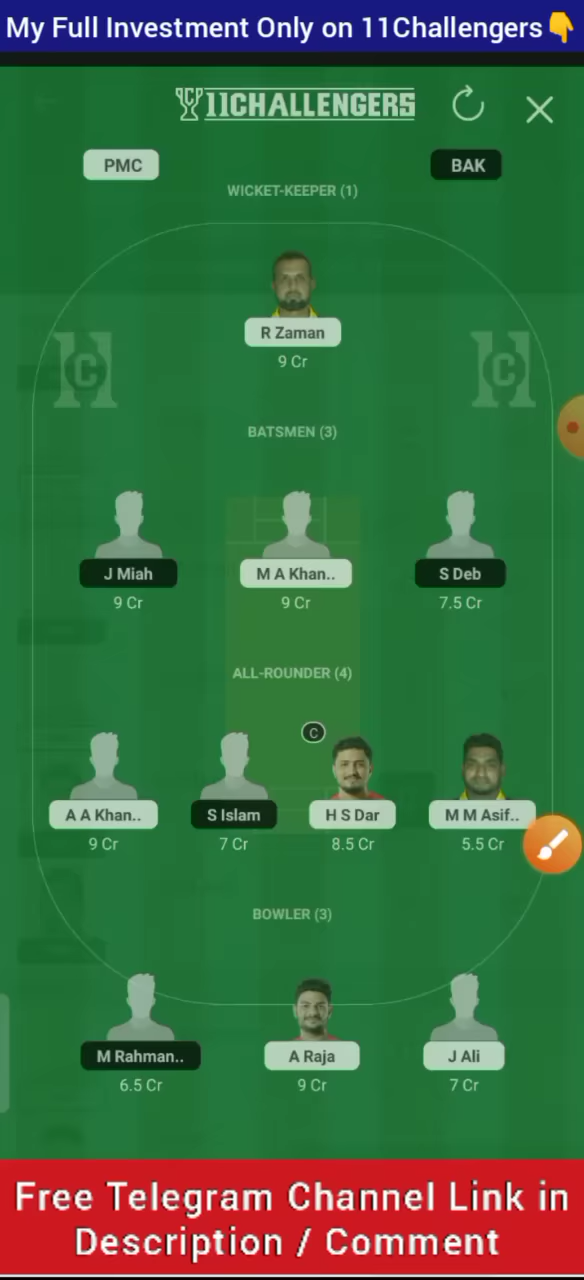 My Full Investment Only on 11Challengers👇
11CHALLENGERS
PMC BAK
WICKET-KEEPER (1)
R Zaman
9 Cr
C C
BATSMEN (3)
J Miah M A Khan.. S Deb
9 Cr 9 Cr 7.5 Cr
ALL-ROUNDER (4)
C
A A Khan.. S Islam H S Dar M M Asif..
9 Cr 7 Cr 8.5 Cr 5.5 Cr
BOWLER (3)
M Rahman.. A Raja J Ali
6.5 Cr 9 Cr 7 Cr
Free Telegram Channel Link in
Description / Comment